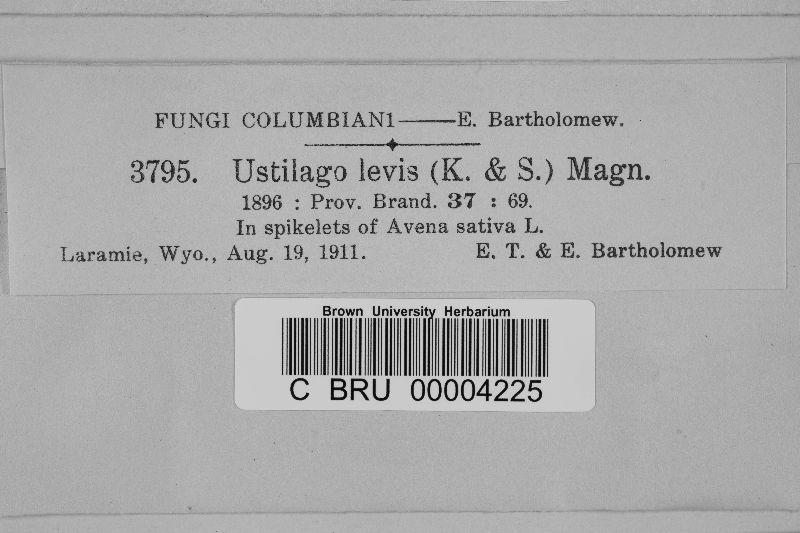 FUNGI COLUMBIANI—E. Bartholomew.
3795. Ustilago levis (K. & S.) Magn.
1896 : Prov. Brand. 37 : 69.
In spikelets of Avena sativa L.
Laramie, Wyo., Aug. 19, 1911. E. T. & E. Bartholomew
Brown University Herbarium
C BRU 00004225